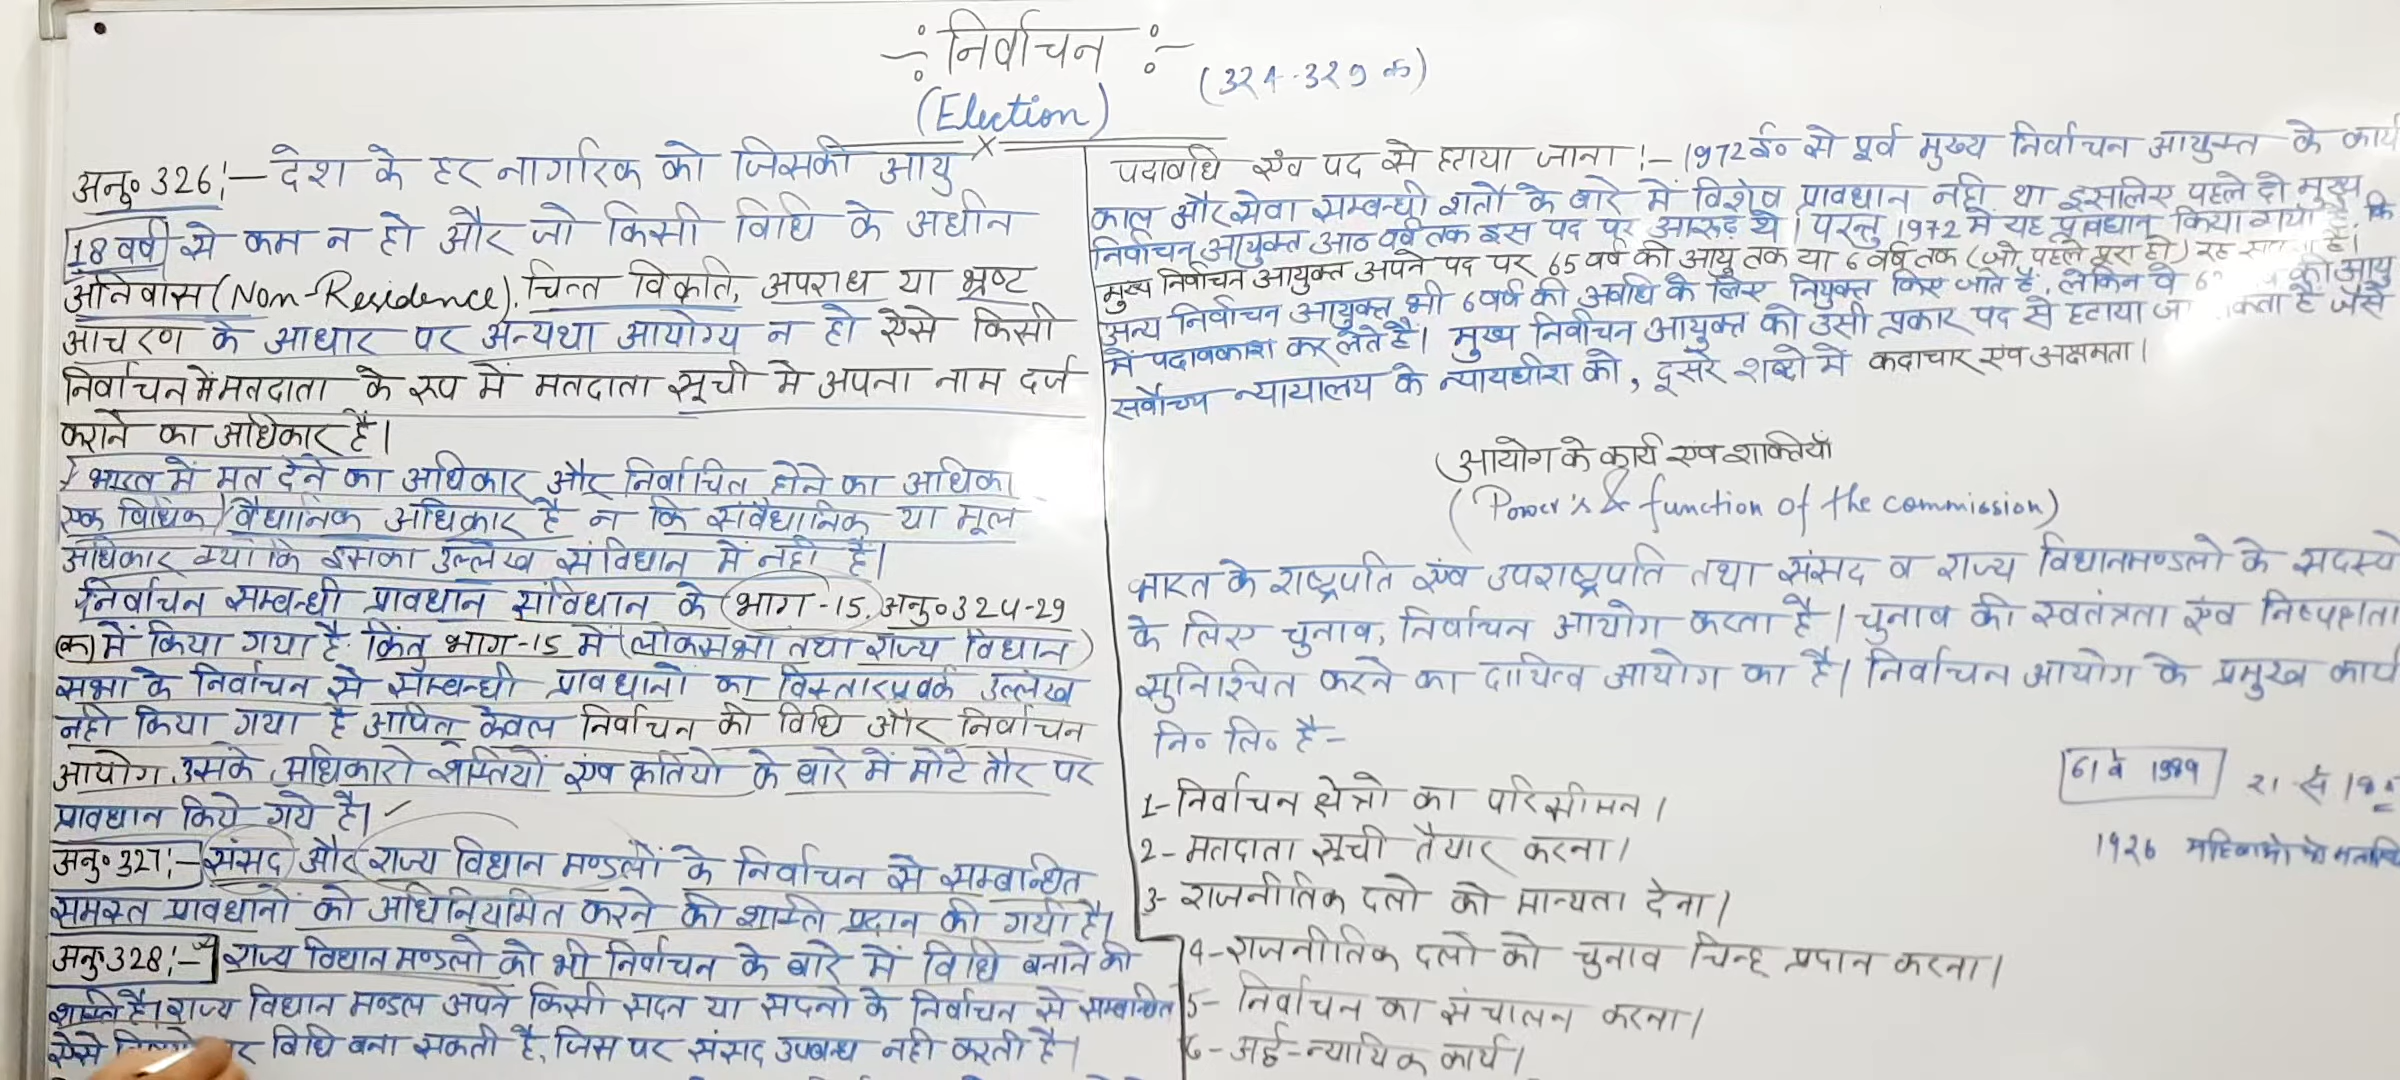 -: निर्वाचन :-
(324-329 क)
(Election)
अनु० 326:- देश के हर नागरिक को जिसकी आयु
18 वर्ष से कम न हो और जो किसी विधि के अधीन
अनिवास (Non-Residence), चित्त विकृति, अपराध या भ्रष्ट
आचरण के आधार पर अन्यथा आयोग्य न हो ऐसे किसी
निर्वाचन में मतदाता के रूप में मतदाता सूची मे अपना नाम दर्ज
कराने का अधिकार है।
भारत में मत देने का अधिकार और निर्वाचित होने का अधिका
एक विधिक / वैधानिक अधिकार है न कि संवैधानिक या मूल
अधिकार क्यों कि इसका उल्लेख संविधान में नही है।
निर्वाचन सम्बन्धी प्रावधान संविधान के भाग-15, अनु० 324-29
(क) में किया गया है किंतु भाग-15 में (लोकसभा तथा राज्य विधान)
सभा के निर्वाचन से सम्बन्धी प्रावधानो का विस्तारपूर्वक उल्लेख
नही किया गया है अपितु केवल निर्वाचन की विधि और निर्वाचन
आयोग, उसके अधिकारो शक्तियों एंव कृतियो के बारे में मोटे तौर पर
प्रावधान किये गये है।
अनु० 327:- संसद और राज्य विधान मण्डलों के निर्वाचन से सम्बान्धित
समस्त प्रावधानों को अधिनियमित करने की शक्ति प्रदान की गयी है।
अनु० 328:- राज्य विधान मण्डलो को भी निर्वाचन के बारे में विधि बनाने की
शक्ति है। राज्य विधान मण्डल अपने किसी सदन या सदनो के निर्वाचन से सम्बान्धित
ऐसे विधि बना सकती है, जिस पर संसद उपबन्ध नही करती है।
पदावधि एंव पद से हटाया जाना :- 1972 ई० से पूर्व मुख्य निर्वाचन आयुक्त के कार्य
काल और सेवा सम्बन्धी शर्तो के बारे में विशेष प्रावधान नही था इसलिए पहले दो मुख्य
निर्वाचन आयुक्त आठ वर्ष तक इस पद पर आरूढ़ थे। परन्तु 1972 मे यह प्रावधान किया गया है, कि
मुख्य निर्वाचन आयुक्त अपने पद पर 65 वर्ष की आयु तक या 6 वर्ष तक (जो पहले पूरा हो) रह है।
अन्य निर्वाचन आयुक्त भी 6 वर्ष की अवधि के लिए नियुक्त किए जाते है, लेकिन वे की आयु
में पदावकाश कर लेते है। मुख्य निर्वाचन आयुक्त को उसी प्रकार पद से हटाया जा सकता है जैसे
सर्वोच्च न्यायालय के न्यायधीश को, दूसरे शब्दो में कदाचार एंव अक्षमता।
आयोग के कार्य एंव शक्तियाँ
(Power's & function of the commission)
भारत के राष्ट्रपति एंव उपराष्ट्रपति तथा संसद व राज्य विधानमण्डलो के सदस्यो
के लिए चुनाव, निर्वाचन आयोग करता है। चुनाव की स्वतंत्रता एंव निष्पक्षता
सुनिश्चित करने का दायित्व आयोग का है। निर्वाचन आयोग के प्रमुख कार्य
नि० लि० है-
1- निर्वाचन क्षेत्रो का परिसीमन।
2- मतदाता सूची तैयार करना।
3- राजनीतिक दलो को मान्यता देना।
4- राजनीतिक दलो को चुनाव चिन्ह प्रदान करना।
5- निर्वाचन का संचालन करना।
6- अर्द्ध-न्यायिक कार्य।
61 वे 1989
21 से 18
1926 महिलाओ को